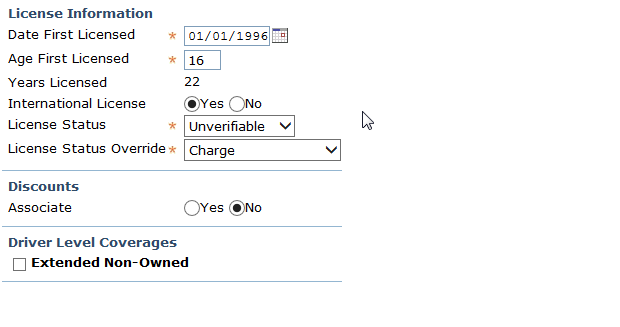 License Information
Date First Licensed * 01/01/1996
Age First Licensed * 16
Years Licensed 22
International License Yes No
License Status * Unverifiable
License Status Override * Charge
Discounts
Associate Yes No
Driver Level Coverages
Extended Non-Owned